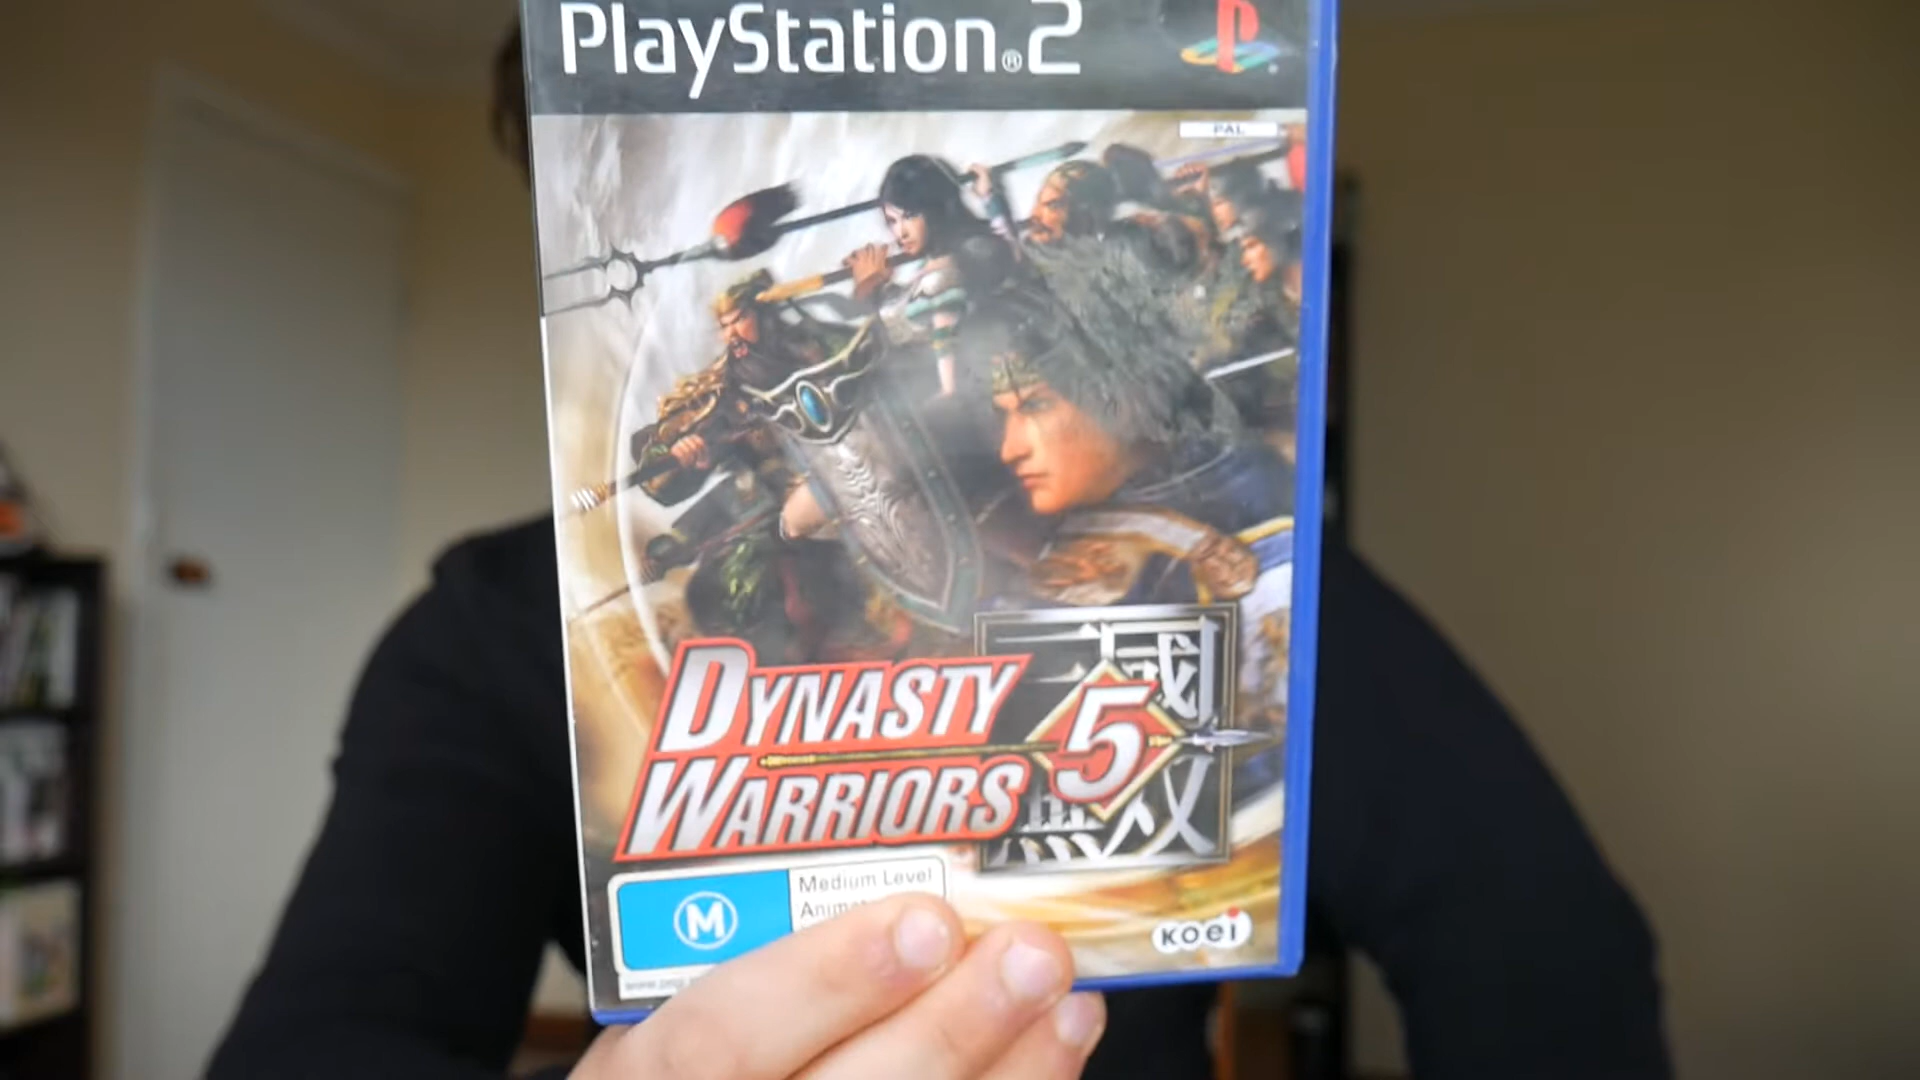 PlayStation®2
PAL
三國
無双
DYNASTY
WARRIORS 5
M
Medium Level
KOEI